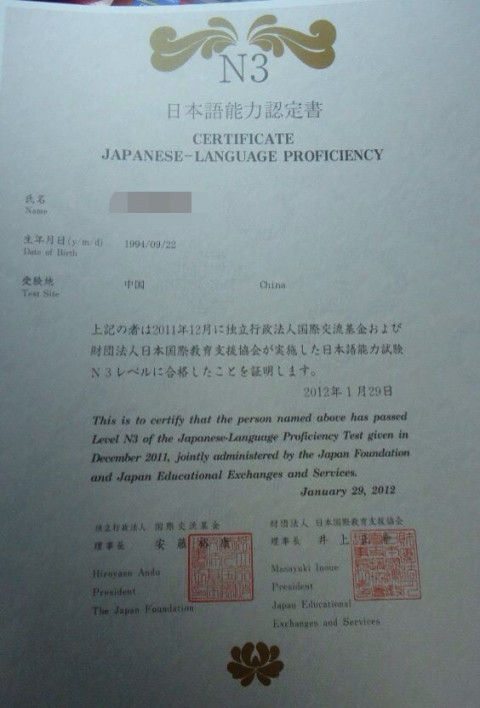 N3
日本語能力認定書
CERTIFICATE
JAPANESE-LANGUAGE PROFICIENCY
氏名
Name
生年月日(y/m/d) 1994/09/22
Date of Birth
受験地 中国 China
Test Site
上記の者は2011年12月に独立行政法人国際交流基金および
財団法人日本国際教育支援協会が実施した日本語能力試験
N3レベルに合格したことを証明します。
2012年1月29日
This is to certify that the person named above has passed
Level N3 of the Japanese-Language Proficiency Test given in
December 2011, jointly administered by the Japan Foundation
and Japan Educational Exchanges and Services.
January 29, 2012
独立行政法人 国際交流基金
理事長 安藤裕康
Hiroyasu Ando
President
The Japan Foundation
財団法人 日本国際教育支援協会
理事長 井上正
Masayuki Inoue
President
Japan Educational
Exchanges and Services